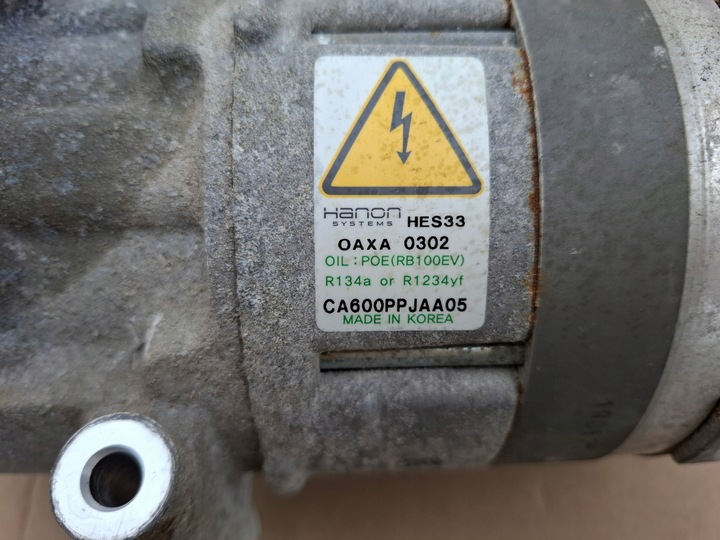 Hanon
SYSTEMS
HES33
OAXA 0302
OIL : POE(RB100EV)
R134a or R1234yf
CA600PPJAA05
MADE IN KOREA